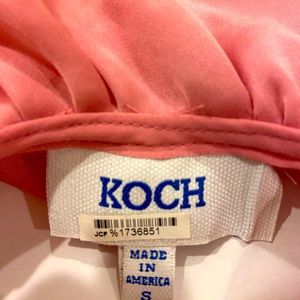 KOCH
JCP %1736851
MADE
IN
AMERICA
S